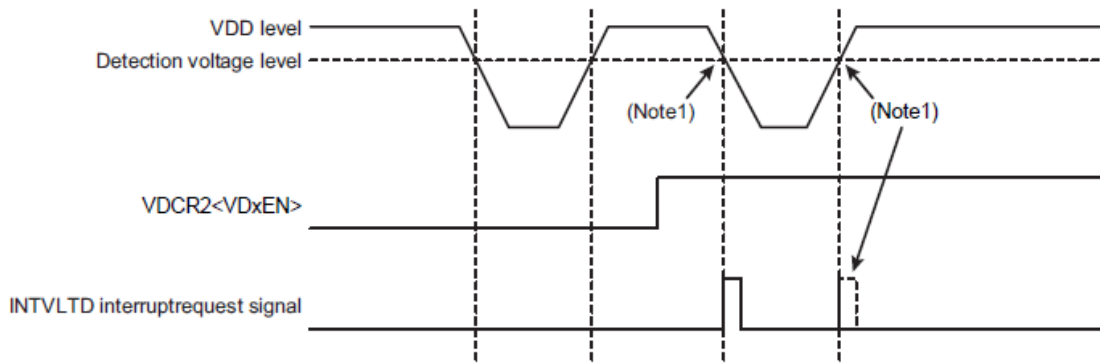 VDD level
Detection voltage level
(Note1)
(Note1)
VDCR2<VDxEN>
INTVLTD interruptrequest signal